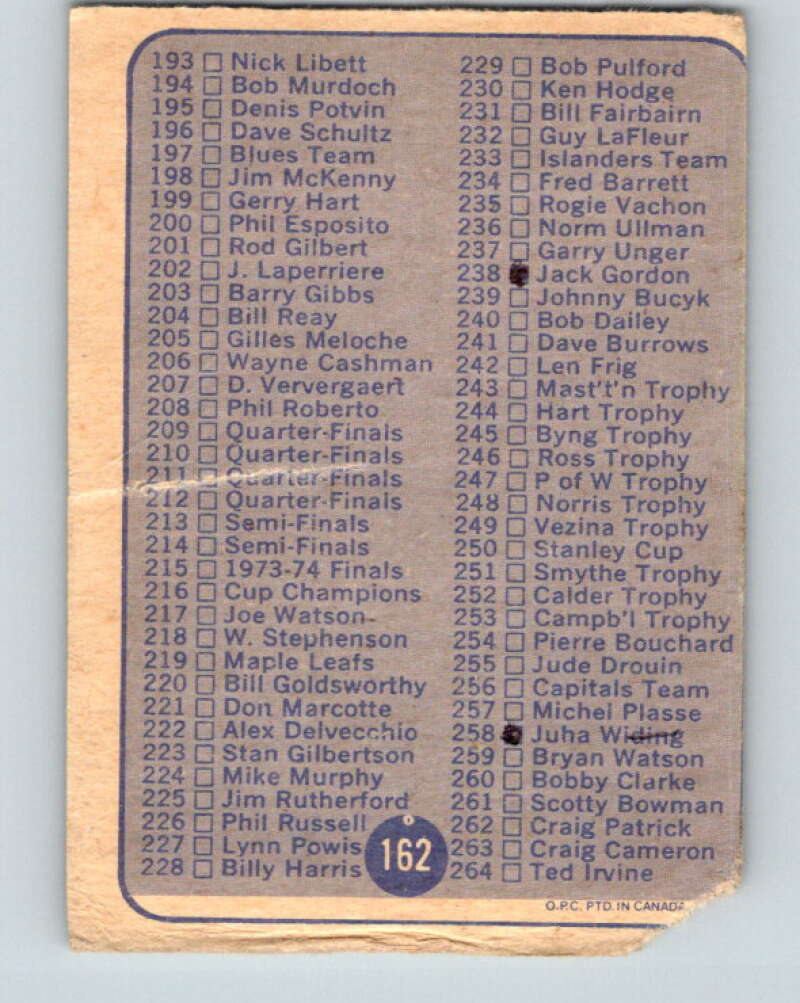 193 □ Nick Libett
194 □ Bob Murdoch
195 □ Denis Potvin
196 □ Dave Schultz
197 □ Blues Team
198 □ Jim McKenny
199 □ Gerry Hart
200 □ Phil Esposito
201 □ Rod Gilbert
202 □ J. Laperriere
203 □ Barry Gibbs
204 □ Bill Reay
205 □ Gilles Meloche
206 □ Wayne Cashman
207 □ D. Ververgaert
208 □ Phil Roberto
209 □ Quarter-Finals
210 □ Quarter-Finals
211 □ Quarter-Finals
212 □ Quarter-Finals
213 □ Semi-Finals
214 □ Semi-Finals
215 □ 1973-74 Finals
216 □ Cup Champions
217 □ Joe Watson
218 □ W. Stephenson
219 □ Maple Leafs
220 □ Bill Goldsworthy
221 □ Don Marcotte
222 □ Alex Delvecchio
223 □ Stan Gilbertson
224 □ Mike Murphy
225 □ Jim Rutherford
226 □ Phil Russell
227 □ Lynn Powis
228 □ Billy Harris
162
229 □ Bob Pulford
230 □ Ken Hodge
231 □ Bill Fairbairn
232 □ Guy LaFleur
233 □ Islanders Team
234 □ Fred Barrett
235 □ Rogie Vachon
236 □ Norm Ullman
237 □ Garry Unger
238 ■ Jack Gordon
239 □ Johnny Bucyk
240 □ Bob Dailey
241 □ Dave Burrows
242 □ Len Frig
243 □ Mast't'n Trophy
244 □ Hart Trophy
245 □ Byng Trophy
246 □ Ross Trophy
247 □ P of W Trophy
248 □ Norris Trophy
249 □ Vezina Trophy
250 □ Stanley Cup
251 □ Smythe Trophy
252 □ Calder Trophy
253 □ Campb'l Trophy
254 □ Pierre Bouchard
255 □ Jude Drouin
256 □ Capitals Team
257 □ Michel Plasse
258 ■ Juha Widing
259 □ Bryan Watson
260 □ Bobby Clarke
261 □ Scotty Bowman
262 □ Craig Patrick
263 □ Craig Cameron
264 □ Ted Irvine
O.P.C. PTD. IN CANADA